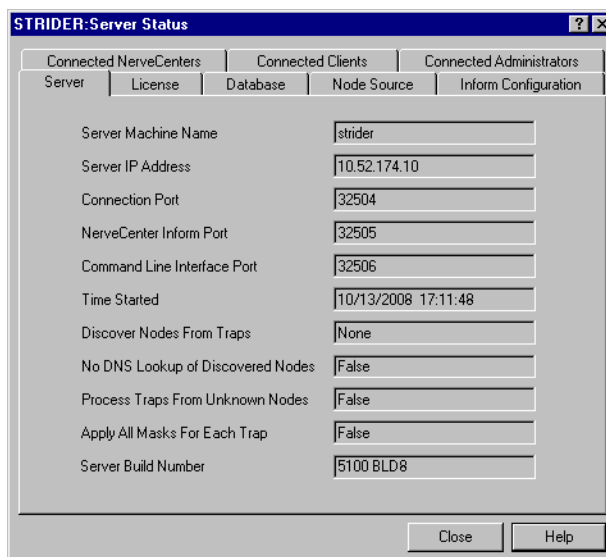 STRIDER:Server Status
Connected NerveCenters Connected Clients Connected Administrators
Server License Database Node Source Inform Configuration
Server Machine Name strider
Server IP Address 10.52.174.10
Connection Port 32504
NerveCenter Inform Port 32505
Command Line Interface Port 32506
Time Started 10/13/2008 17:11:48
Discover Nodes From Traps None
No DNS Lookup of Discovered Nodes False
Process Traps From Unknown Nodes False
Apply All Masks For Each Trap False
Server Build Number 5100 BLD8
Close Help